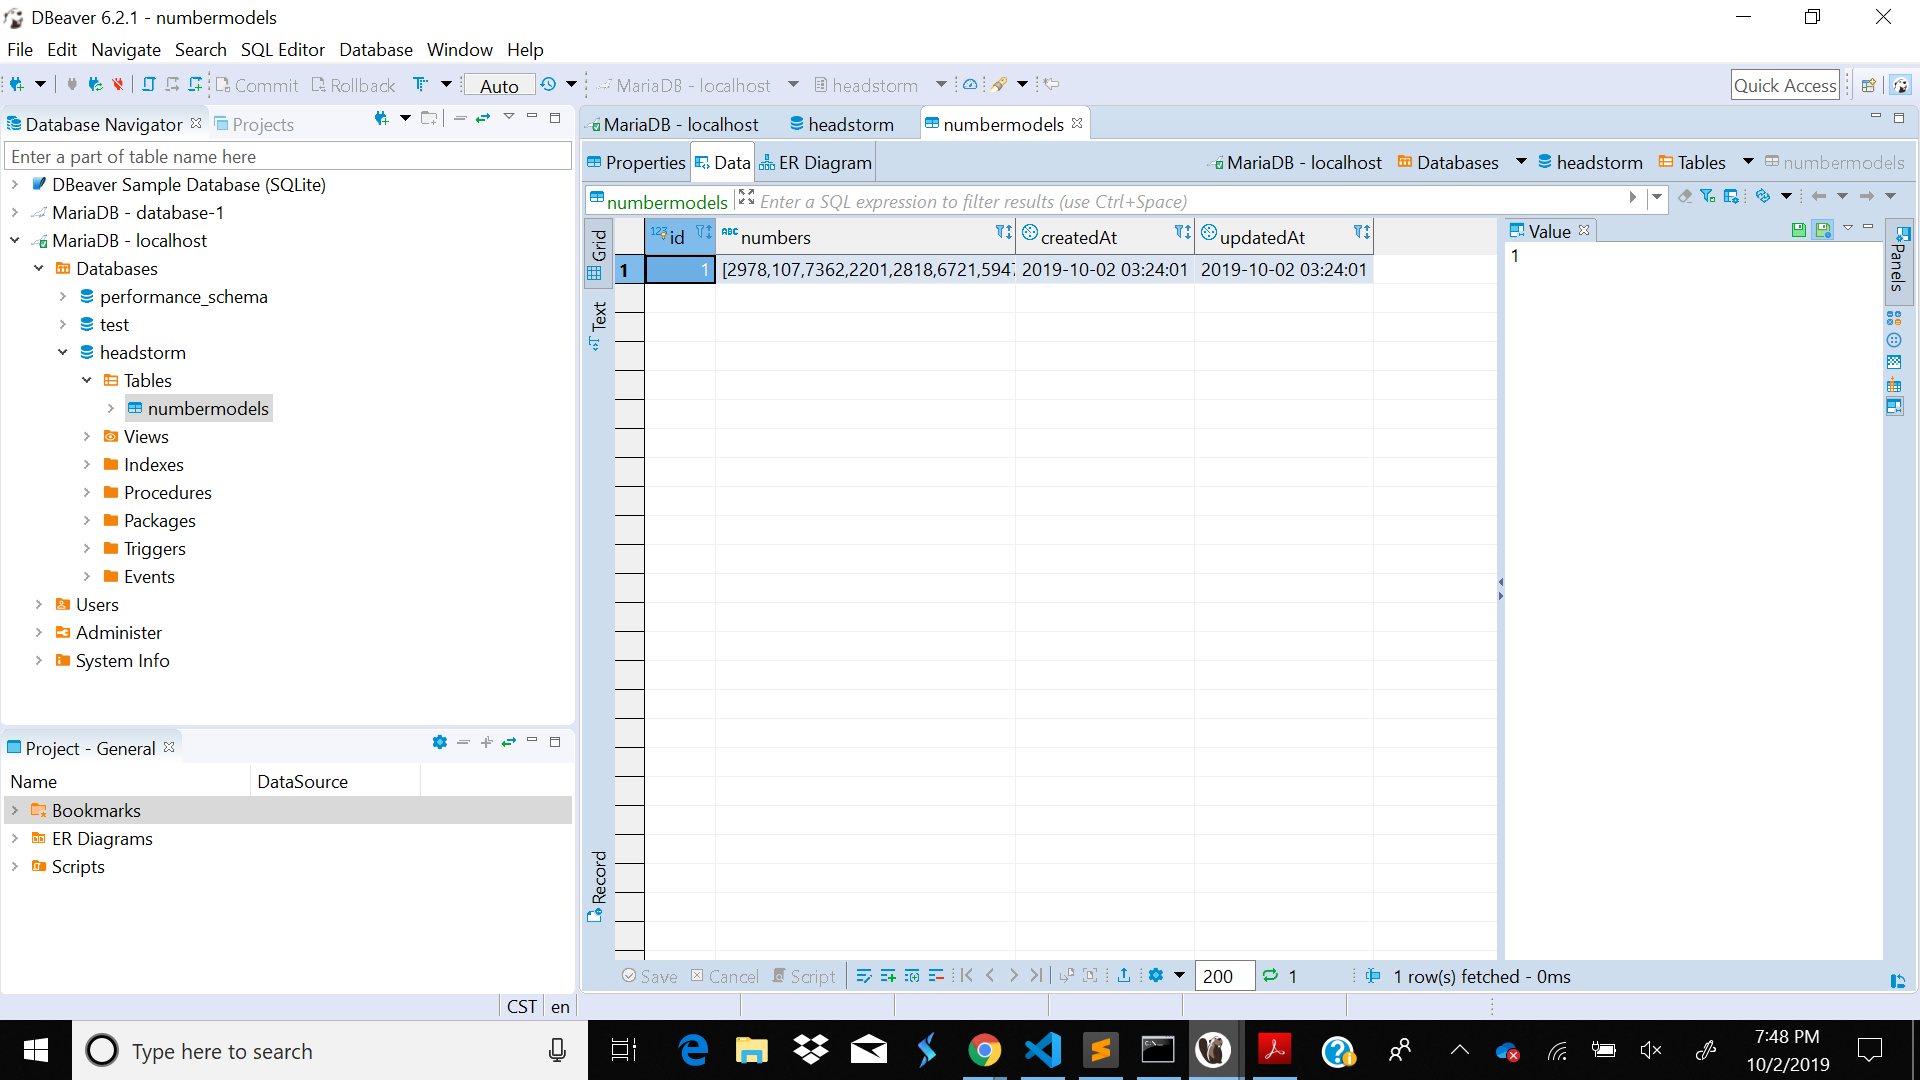 DBeaver 6.2.1 - numbermodels
File Edit Navigate Search SQL Editor Database Window Help
Commit Rollback Auto MariaDB - localhost headstorm Quick Access
Database Navigator Projects
Enter a part of table name here
DBeaver Sample Database (SQLite)
MariaDB - database-1
MariaDB - localhost
Databases
performance_schema
test
headstorm
Tables
numbermodels
Views
Indexes
Procedures
Packages
Triggers
Events
Users
Administer
System Info
Project - General
Name DataSource
Bookmarks
ER Diagrams
Scripts
MariaDB - localhost headstorm numbermodels
Properties Data ER Diagram MariaDB - localhost Databases headstorm Tables numbermodels
numbermodels Enter a SQL expression to filter results (use Ctrl+Space)
Grid
Text
Record
123 id ABC numbers createdAt updatedAt
1 1 [2978,107,7362,2201,2818,6721,5947 2019-10-02 03:24:01 2019-10-02 03:24:01
Value
1
Panels
Save Cancel Script 200 1 1 row(s) fetched - 0ms
CST en
Type here to search
7:48 PM
10/2/2019